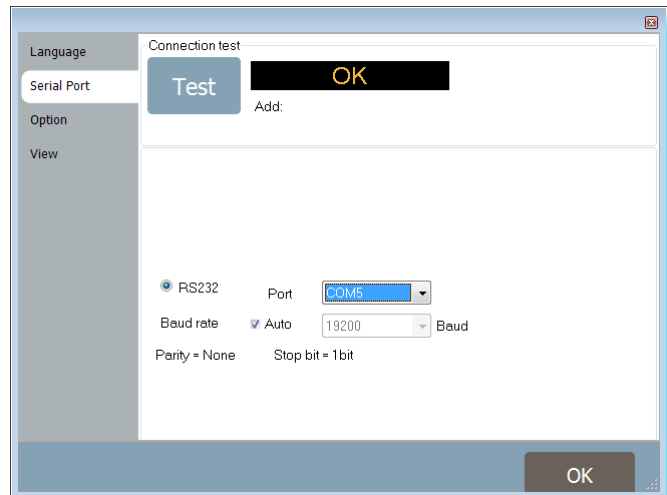 Language
Serial Port
Option
View
Connection test
Test
OK
Add:
RS232 Port COM5
Baud rate Auto 19200 Baud
Parity = None Stop bit = 1bit
OK